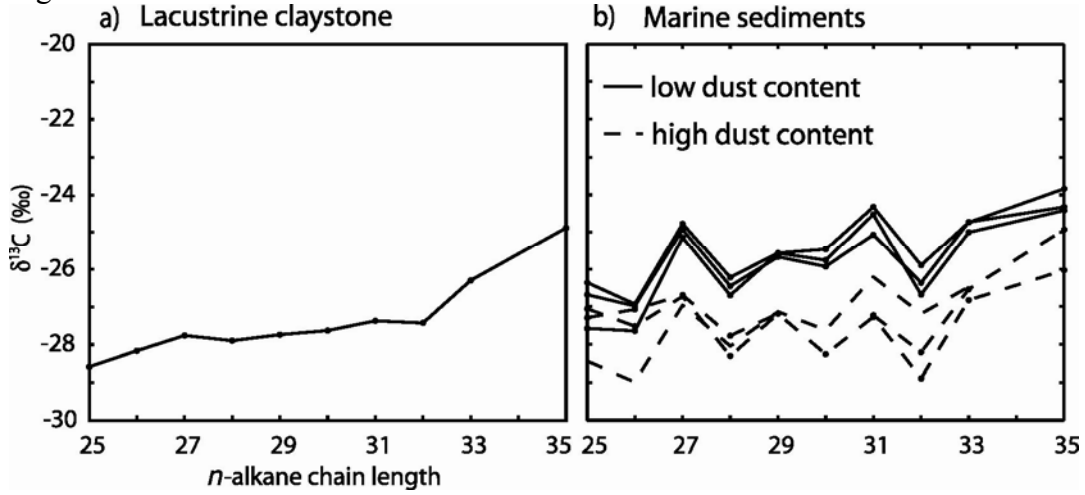 a) Lacustrine claystone
b) Marine sediments
-20
-22
-24
-26
-28
-30
δ¹³C (‰)
low dust content
high dust content
25 27 29 31 33 35
25 27 29 31 33 35
n-alkane chain length